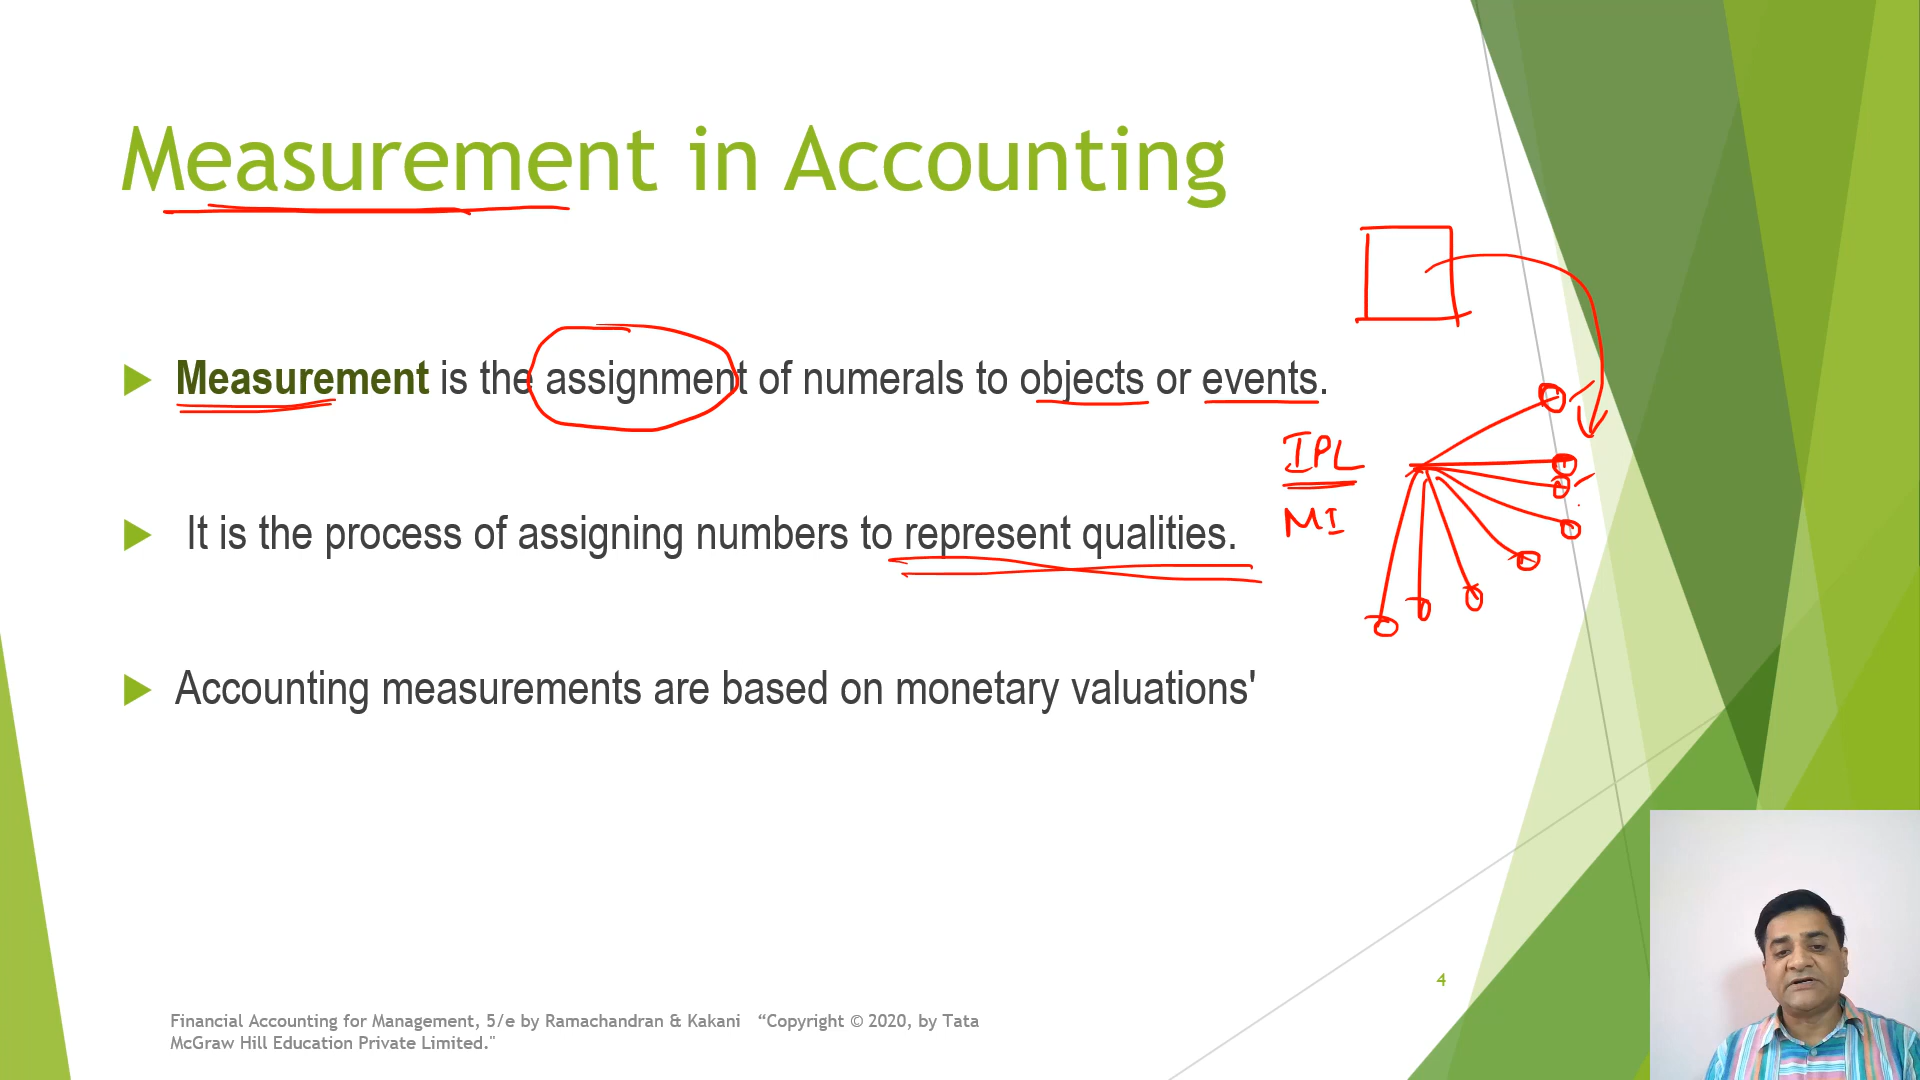 Measurement in Accounting
Measurement is the assignment of numerals to objects or events.
IPL
MI
It is the process of assigning numbers to represent qualities.
Accounting measurements are based on monetary valuations'
4
Financial Accounting for Management, 5/e by Ramachandran & Kakani “Copyright © 2020, by Tata
McGraw Hill Education Private Limited."